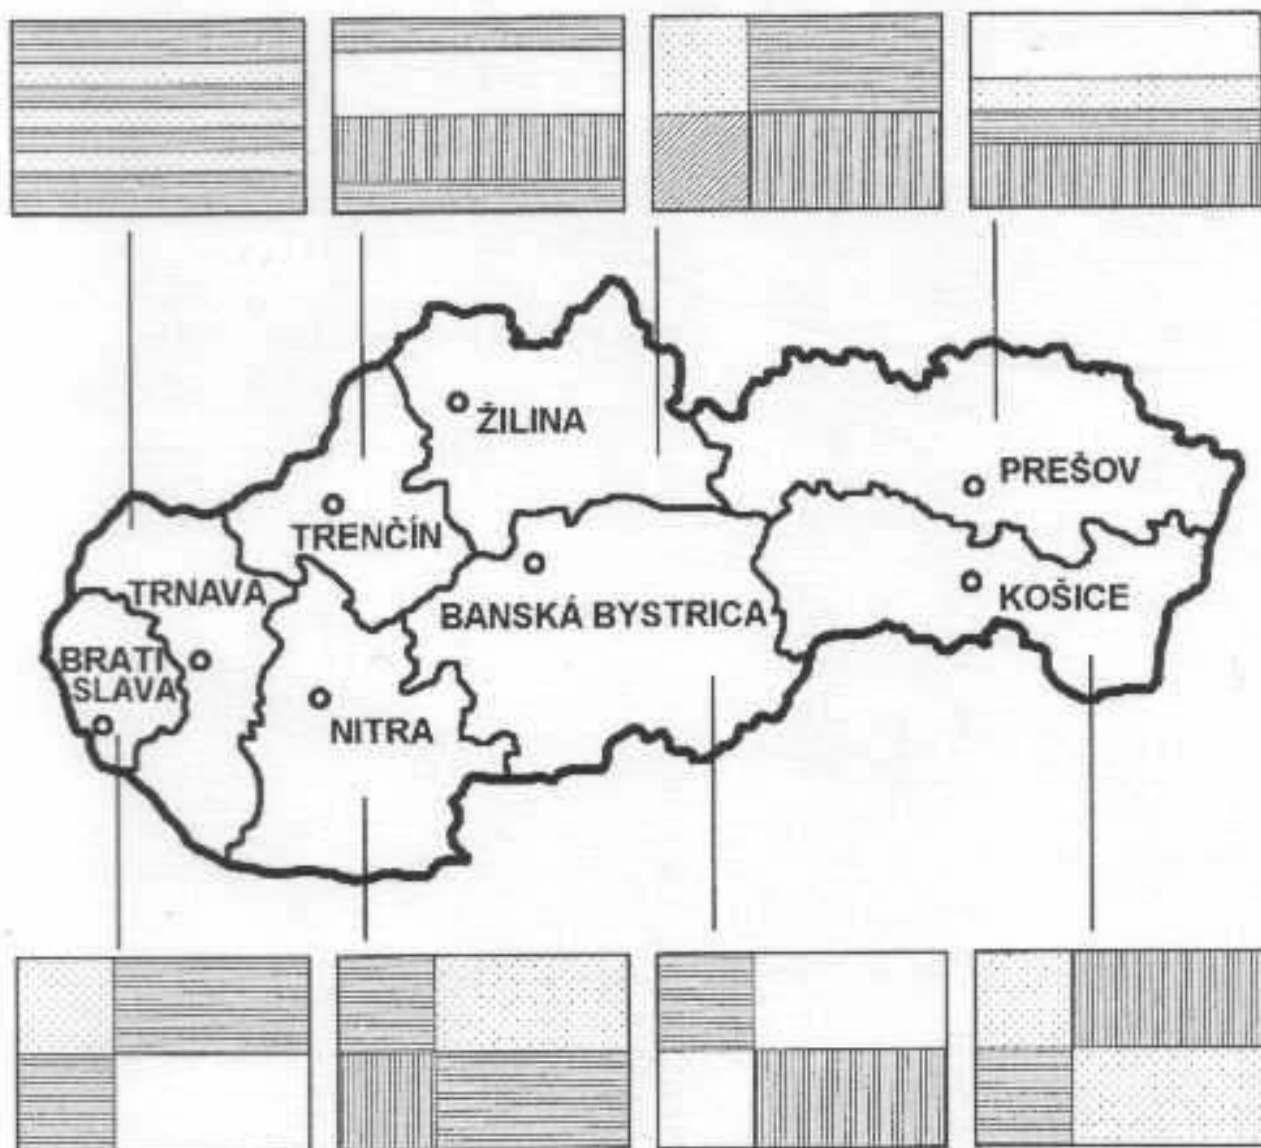 ŽILINA
PREŠOV
TRENČÍN
KOŠICE
TRNAVA
BANSKÁ BYSTRICA
BRATI
SLAVA
NITRA